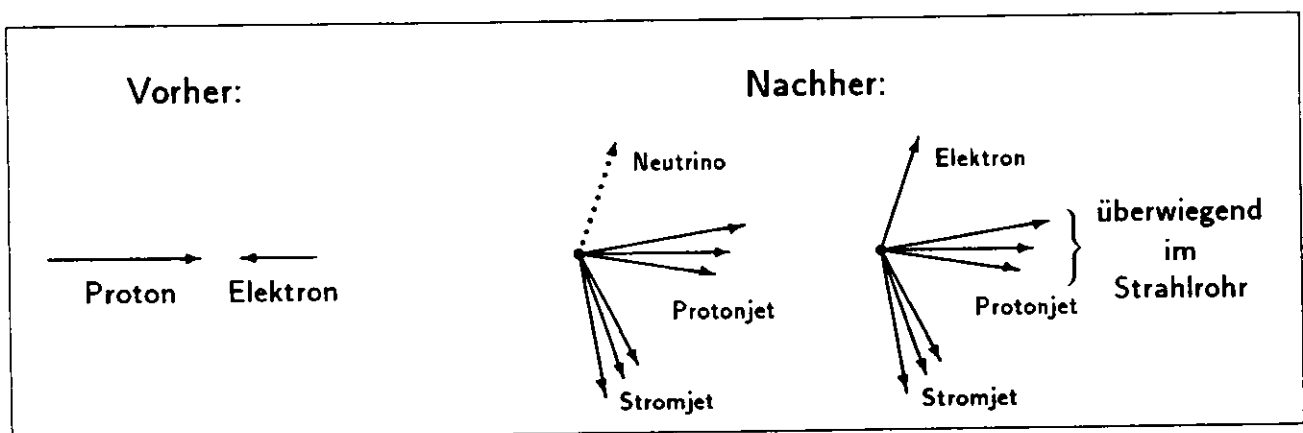 Vorher:
Nachher:
Proton
Elektron
Neutrino
Protonjet
Stromjet
Elektron
Protonjet
Stromjet
überwiegend
im
Strahlrohr